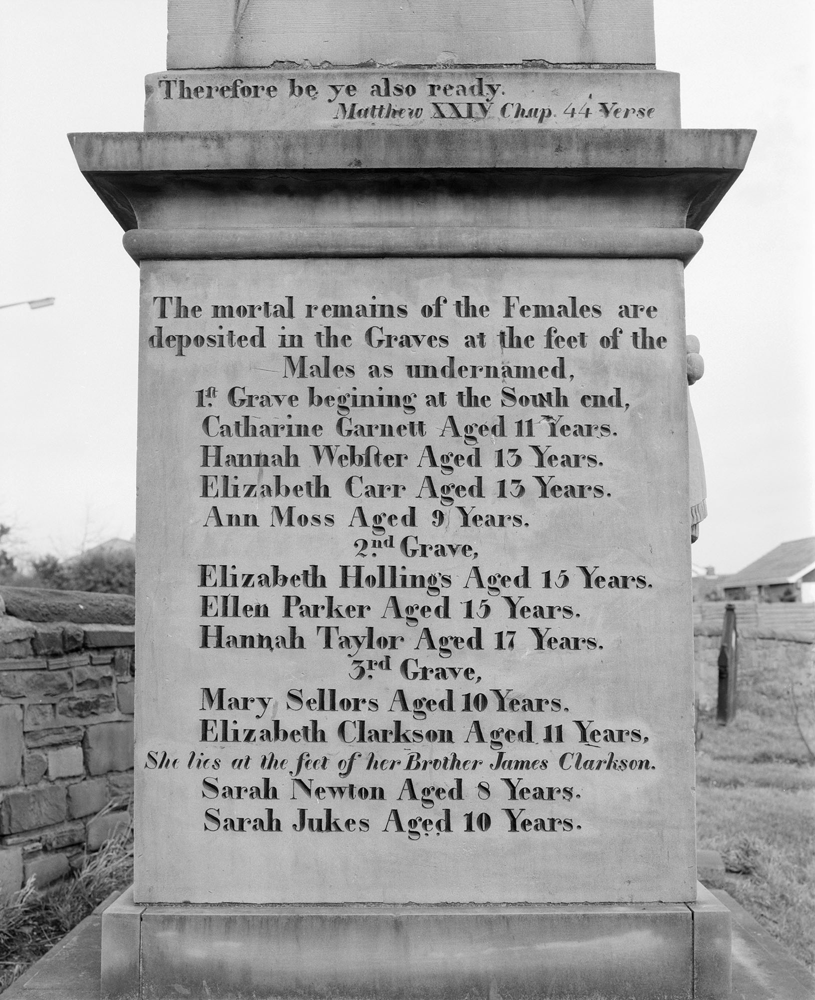 Therefore be ye also ready.
Matthew XXIV Chap. 44 Verse
The mortal remains of the Females are
deposited in the Graves at the feet of the
Males as undernamed,
1ſt. Grave begining at the South end,
Catharine Garnett Aged 11 Years.
Hannah Webſter Aged 13 Years.
Elizabeth Carr Aged 13 Years.
Ann Moss Aged 9 Years.
2nd. Grave,
Elizabeth Hollings Aged 15 Years.
Ellen Parker Aged 15 Years.
Hannah Taylor Aged 17 Years.
3rd. Grave,
Mary Sellors Aged 10 Years.
Elizabeth Clarkson Aged 11 Years,
She lies at the feet of her Brother James Clarkson.
Sarah Newton Aged 8 Years.
Sarah Jukes Aged 10 Years.